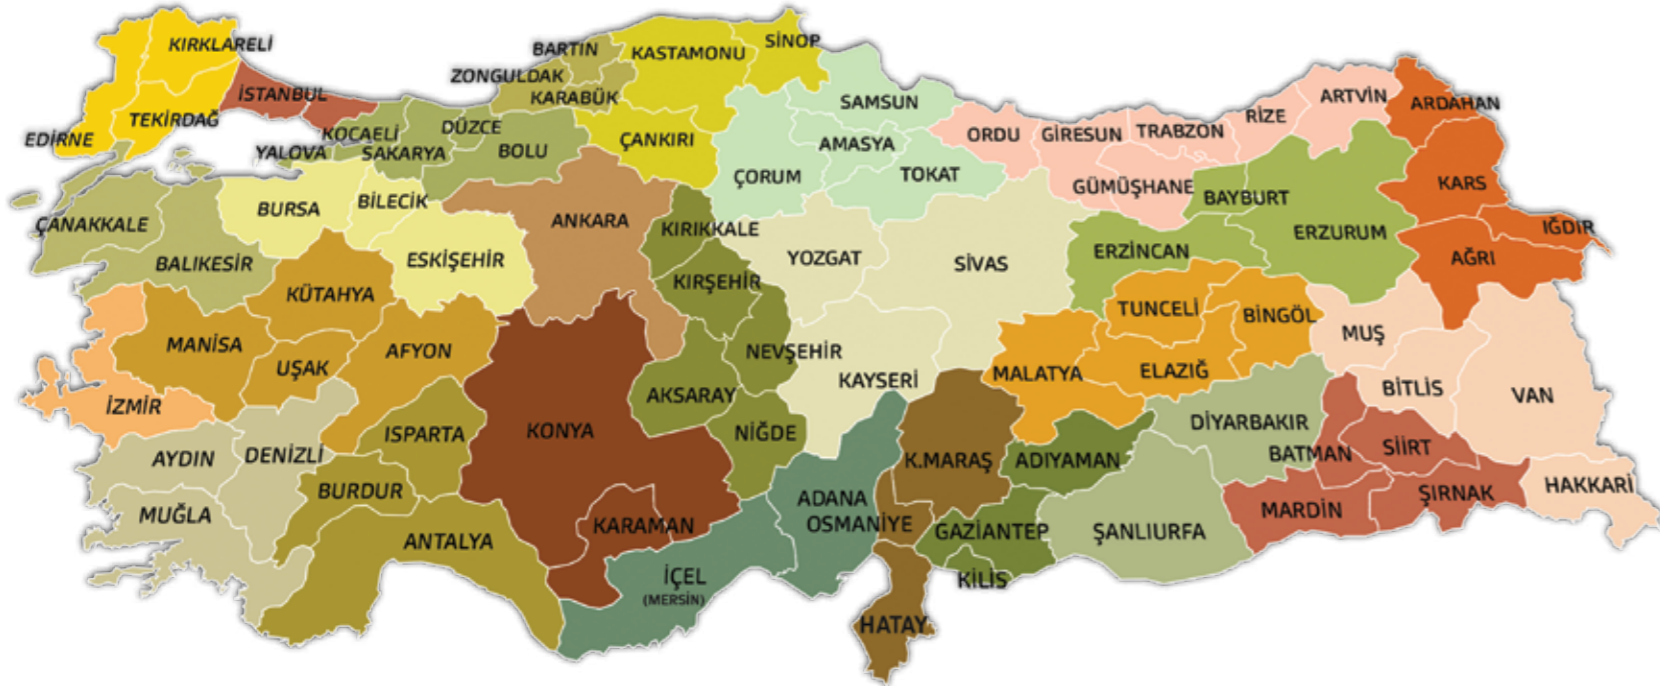 KIRKLARELİ
EDİRNE
TEKİRDAĞ
İSTANBUL
KOCAELİ
YALOVA
SAKARYA
DÜZCE
BOLU
ZONGULDAK
BARTIN
KARABÜK
KASTAMONU
SİNOP
ÇANKIRI
SAMSUN
AMASYA
ÇORUM
TOKAT
ORDU
GİRESUN
TRABZON
RİZE
ARTVİN
GÜMÜŞHANE
BAYBURT
ARDAHAN
KARS
IĞDIR
AĞRI
ERZURUM
ERZİNCAN
ÇANAKKALE
BALIKESİR
BURSA
BİLECİK
ESKİŞEHİR
ANKARA
KIRIKKALE
KIRŞEHİR
YOZGAT
SİVAS
KAYSERİ
NEVŞEHİR
AKSARAY
NİĞDE
KÜTAHYA
MANİSA
UŞAK
AFYON
İZMİR
AYDIN
DENİZLİ
MUĞLA
ISPARTA
BURDUR
ANTALYA
KONYA
KARAMAN
İÇEL
(MERSİN)
ADANA
OSMANİYE
HATAY
K.MARAŞ
ADIYAMAN
GAZİANTEP
KİLİS
ŞANLIURFA
DİYARBAKIR
MALATYA
ELAZIĞ
TUNCELİ
BİNGÖL
MUŞ
BİTLİS
VAN
HAKKARİ
BATMAN
SİİRT
ŞIRNAK
MARDİN